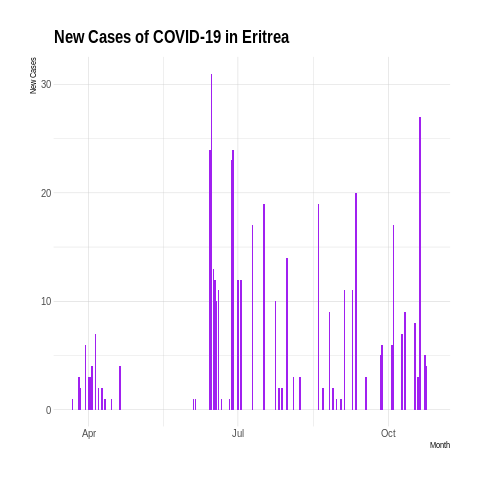 New Cases of COVID-19 in Eritrea
New Cases
30
20
10
0
Apr
Jul
Oct
Month